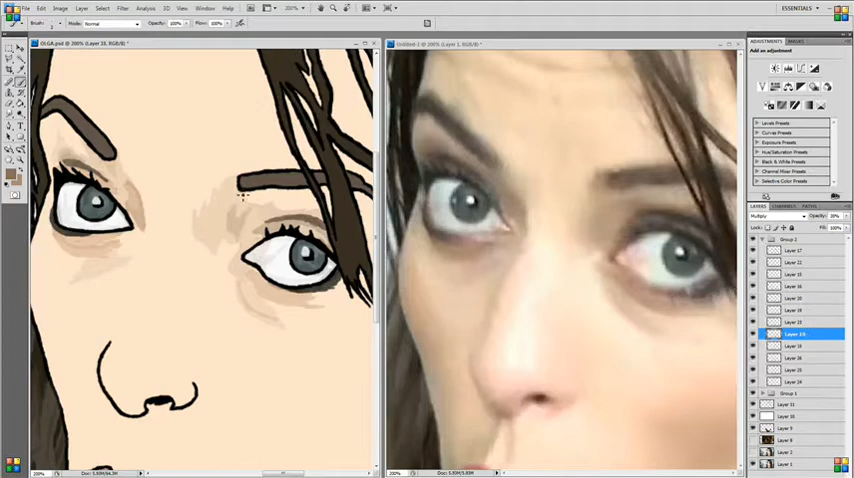 File Edit Image Layer Select Filter Analysis 3D View Window Help 200%
ESSENTIALS
Brush: Mode: Normal Opacity: 100% Flow: 100%
OLGA.psd @ 200% (Layer 19, RGB/8) *
Untitled-1 @ 200% (Layer 1, RGB/8) *
ADJUSTMENTS MASKS
Add an adjustment
Levels Presets
Curves Presets
Exposure Presets
Hue/Saturation Presets
Black & White Presets
Channel Mixer Presets
Selective Color Presets
LAYERS CHANNELS PATHS
Multiply Opacity:
Lock: Fill: 100%
Group 2
Layer 17
Layer 22
Layer 15
Layer 16
Layer 20
Layer 19
Layer 23
Layer 18
Layer 26
Layer 25
Layer 24
Group 1
Layer 11
Layer 10
Layer 9
Layer 8
Layer 2
Layer 1
200%
200%